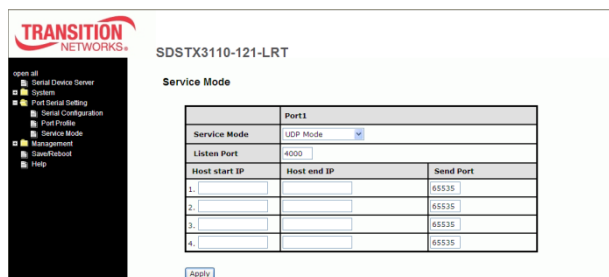 TRANSITION
NETWORKS®
SDSTX3110-121-LRT
open all
Serial Device Server
System
Port Serial Setting
Serial Configuration
Port Profile
Service Mode
Management
Save/Reboot
Help
Service Mode
Port1
Service Mode UDP Mode
Listen Port 4000
Host start IP Host end IP Send Port
1. 65535
2. 65535
3. 65535
4. 65535
Apply